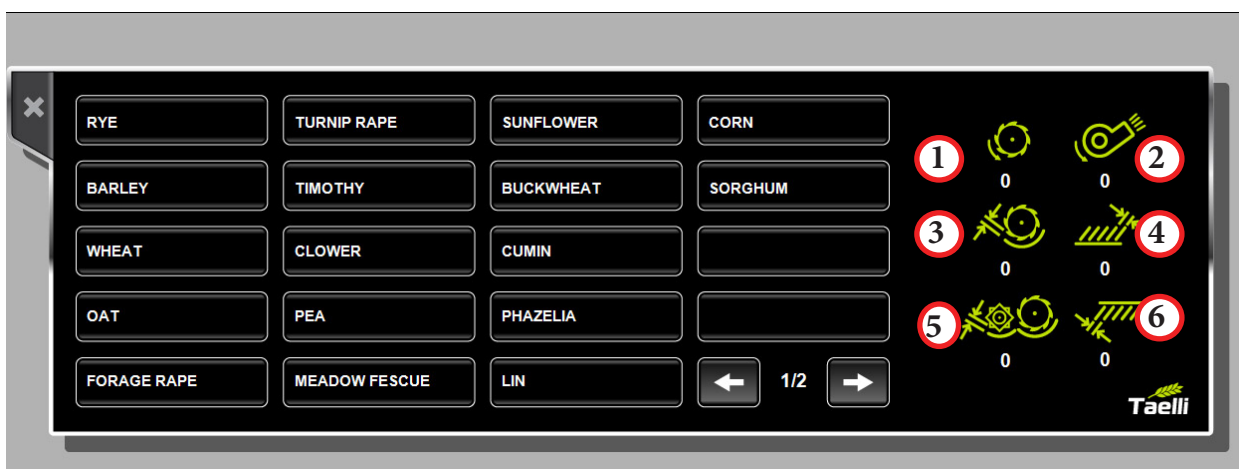 RYE TURNIP RAPE SUNFLOWER CORN
BARLEY TIMOTHY BUCKWHEAT SORGHUM
WHEAT CLOWER CUMIN
OAT PEA PHAZELIA
FORAGE RAPE MEADOW FESCUE LIN 1/2
1 2
0 0
3 4
0 0
5 6
0 0
Taelli